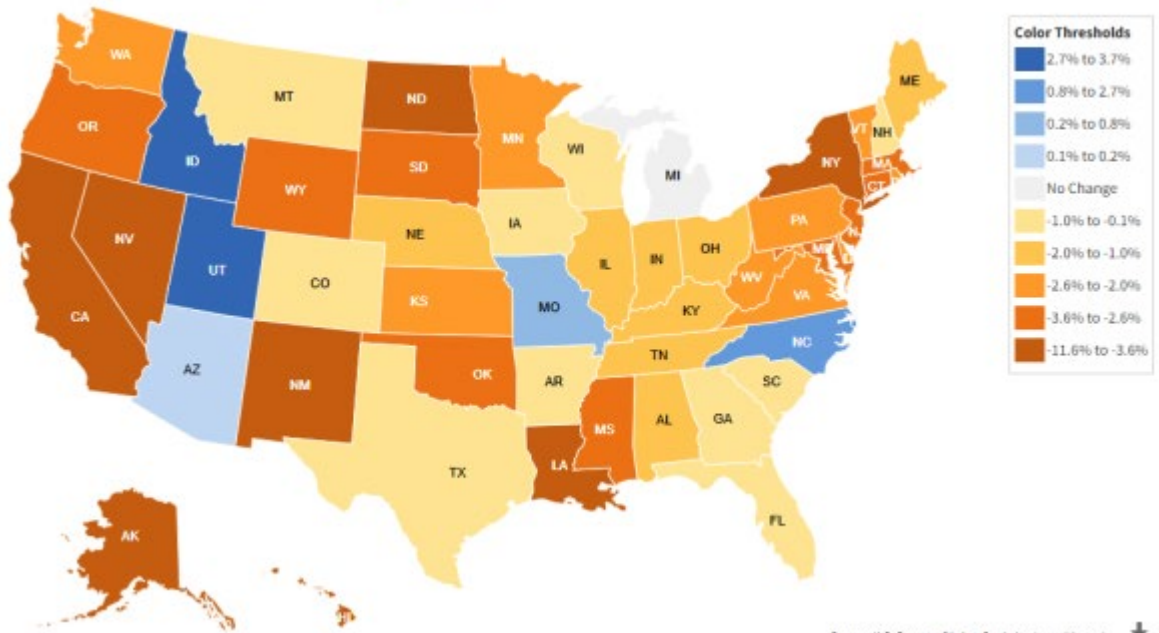 WA
MT
ND
MN
ME
OR
ID
WY
SD
WI
MI
VT
NH
NY
MA
CT
NV
UT
CO
NE
IA
IL
IN
OH
PA
CA
KS
MO
KY
WV
VA
AZ
NM
OK
AR
TN
NC
SC
TX
LA
MS
AL
GA
FL
AK
HI
Color Thresholds
2.7% to 3.7%
0.8% to 2.7%
0.2% to 0.8%
0.1% to 0.2%
No Change
-1.0% to -0.1%
-2.0% to -1.0%
-2.6% to -2.0%
-3.6% to -2.6%
-11.6% to -3.6%